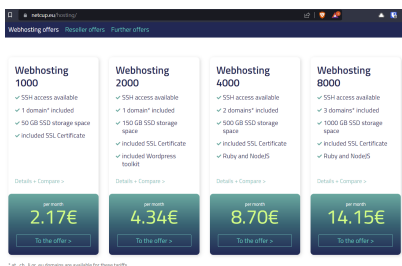 netcup.eu/hosting/
Webhosting offers Reseller offers Further offers
Webhosting
1000
SSH access available
1 domain* included
50 GB SSD storage space
included SSL Certificate
Details + Compare >
per month
2.17€
To the offer >
Webhosting
2000
SSH access available
1 domain* included
150 GB SSD storage
space
included SSL Certificate
included Wordpress
toolkit
Details + Compare >
per month
4.34€
To the offer >
Webhosting
4000
SSH access available
2 domains* included
500 GB SSD storage
space
included SSL Certificate
Ruby and NodeJS
Details + Compare >
per month
8.70€
To the offer >
Webhosting
8000
SSH access available
3 domains* included
1000 GB SSD storage
space
included SSL Certificate
Ruby and NodeJS
Details + Compare >
per month
14.15€
To the offer >
domains are available for these tariffs